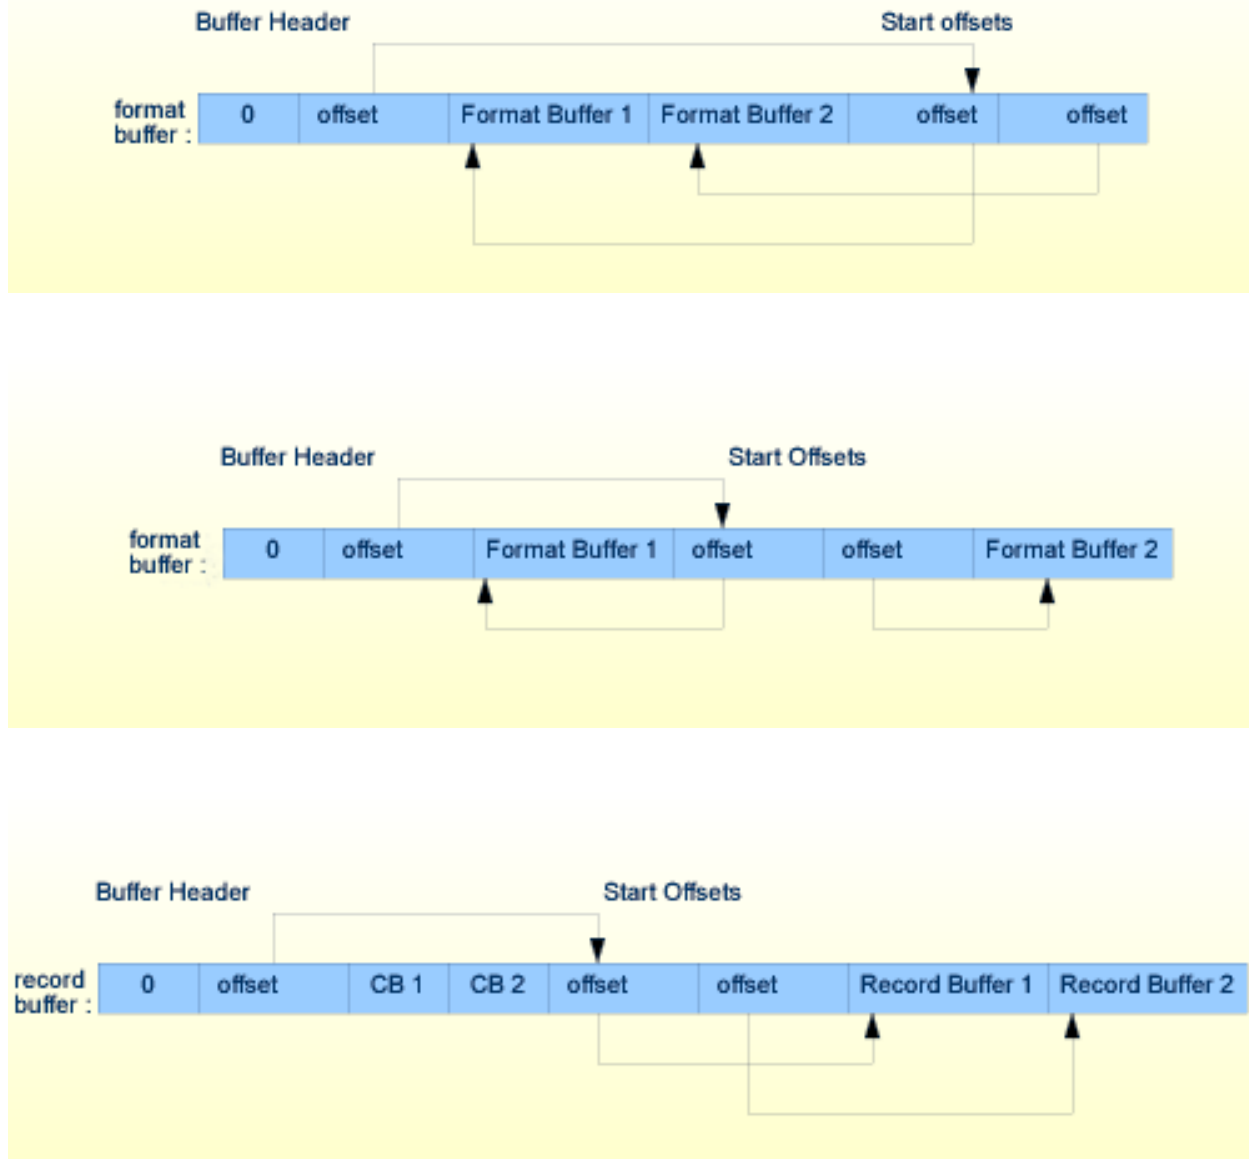 Buffer Header Start offsets
format
buffer : 0 offset Format Buffer 1 Format Buffer 2 offset offset
Buffer Header Start Offsets
format
buffer : 0 offset Format Buffer 1 offset offset Format Buffer 2
Buffer Header Start Offsets
record
buffer : 0 offset CB 1 CB 2 offset offset Record Buffer 1 Record Buffer 2